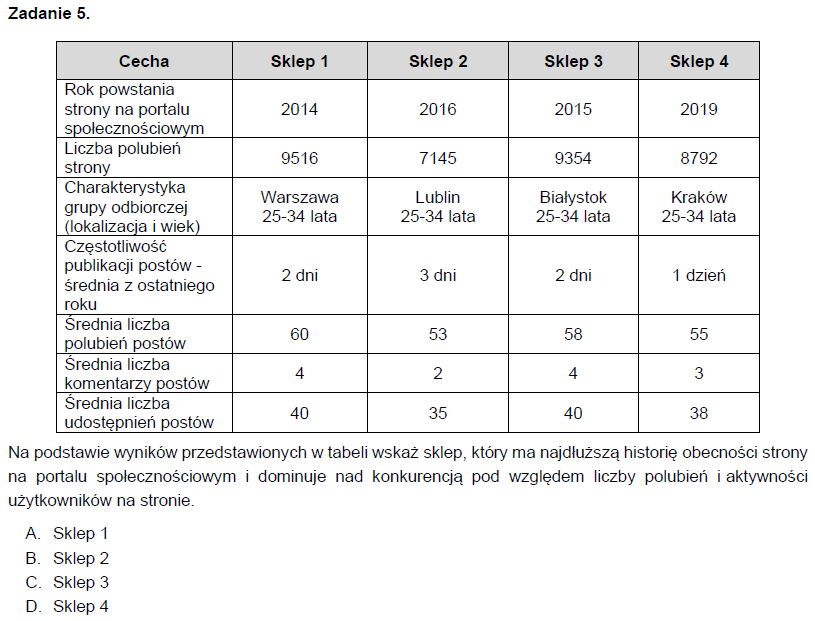 Zadanie 5.
Cecha Sklep 1 Sklep 2 Sklep 3 Sklep 4
Rok powstania
strony na portalu
społecznościowym
2014 2016 2015 2019
Liczba polubień
strony
9516 7145 9354 8792
Charakterystyka
grupy odbiorczej
(lokalizacja i wiek)
Warszawa
25-34 lata
Lublin
25-34 lata
Białystok
25-34 lata
Kraków
25-34 lata
Częstotliwość
publikacji postów -
średnia z ostatniego
roku
2 dni 3 dni 2 dni 1 dzień
Średnia liczba
polubień postów
60 53 58 55
Średnia liczba
komentarzy postów
4 2 4 3
Średnia liczba
udostępnień postów
40 35 40 38
Na podstawie wyników przedstawionych w tabeli wskaż sklep, który ma najdłuższą historię obecności strony
na portalu społecznościowym i dominuje nad konkurencją pod względem liczby polubień i aktywności
użytkowników na stronie.
A. Sklep 1
B. Sklep 2
C. Sklep 3
D. Sklep 4